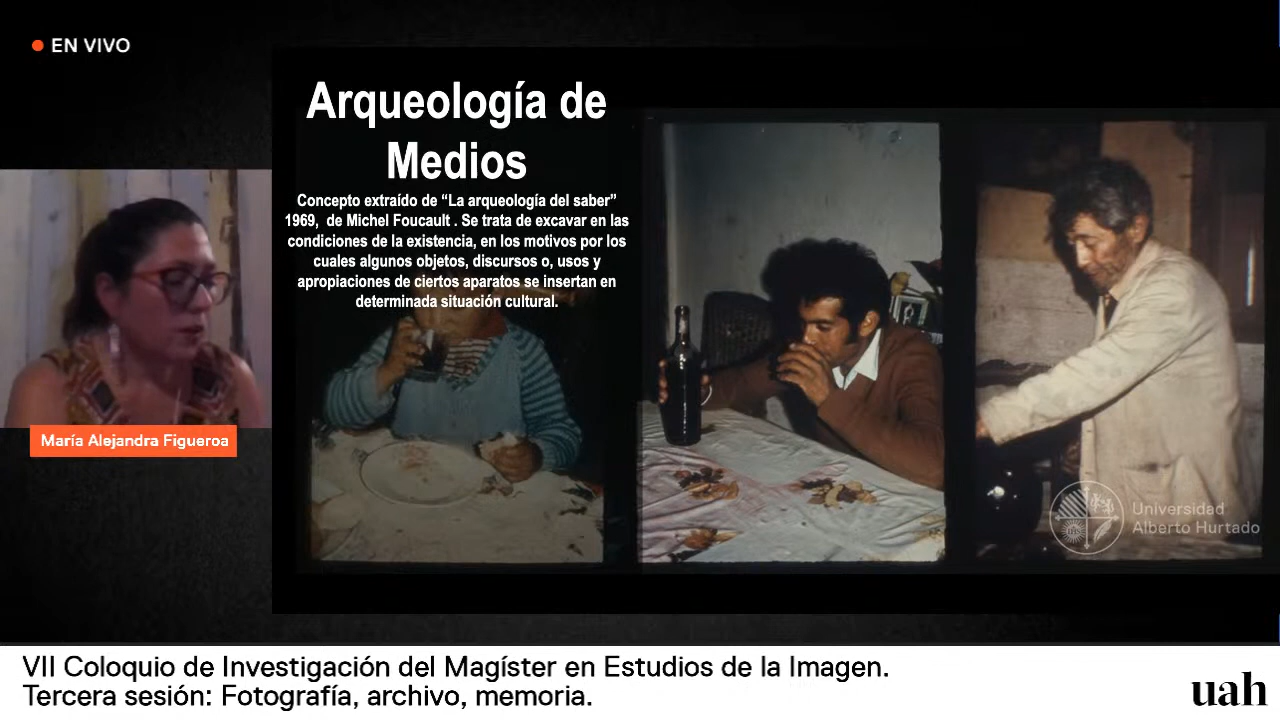 EN VIVO
Arqueología de
Medios
Concepto extraído de “La arqueología del saber”
1969,  de Michel Foucault . Se trata de excavar en las
condiciones de la existencia, en los motivos por los
cuales algunos objetos, discursos o, usos y
apropiaciones de ciertos aparatos se insertan en
determinada situación cultural.
María Alejandra Figueroa
Universidad
Alberto Hurtado
VII Coloquio de Investigación del Magíster en Estudios de la Imagen.
Tercera sesión: Fotografía, archivo, memoria.
uah